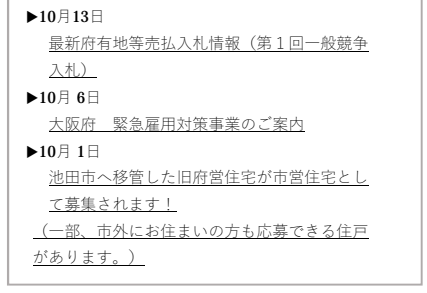 ▶10月13日
最新府有地等売払入札情報（第１回一般競争
入札）
▶10月 6日
大阪府　緊急雇用対策事業のご案内
▶10月 1日
池田市へ移管した旧府営住宅が市営住宅とし
て募集されます！
（一部、市外にお住まいの方も応募できる住戸
があります。）